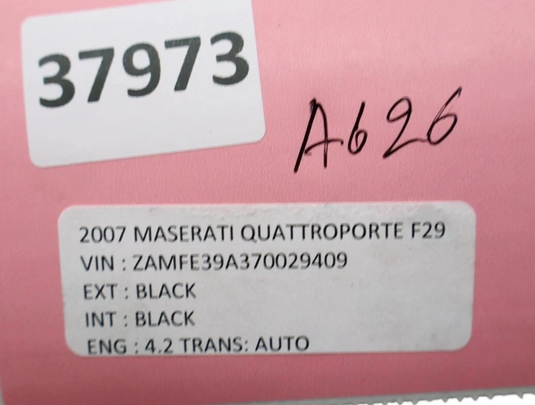 37973
A626
2007 MASERATI QUATTROPORTE F29
VIN : ZAMFE39A370029409
EXT : BLACK
INT : BLACK
ENG : 4.2 TRANS: AUTO